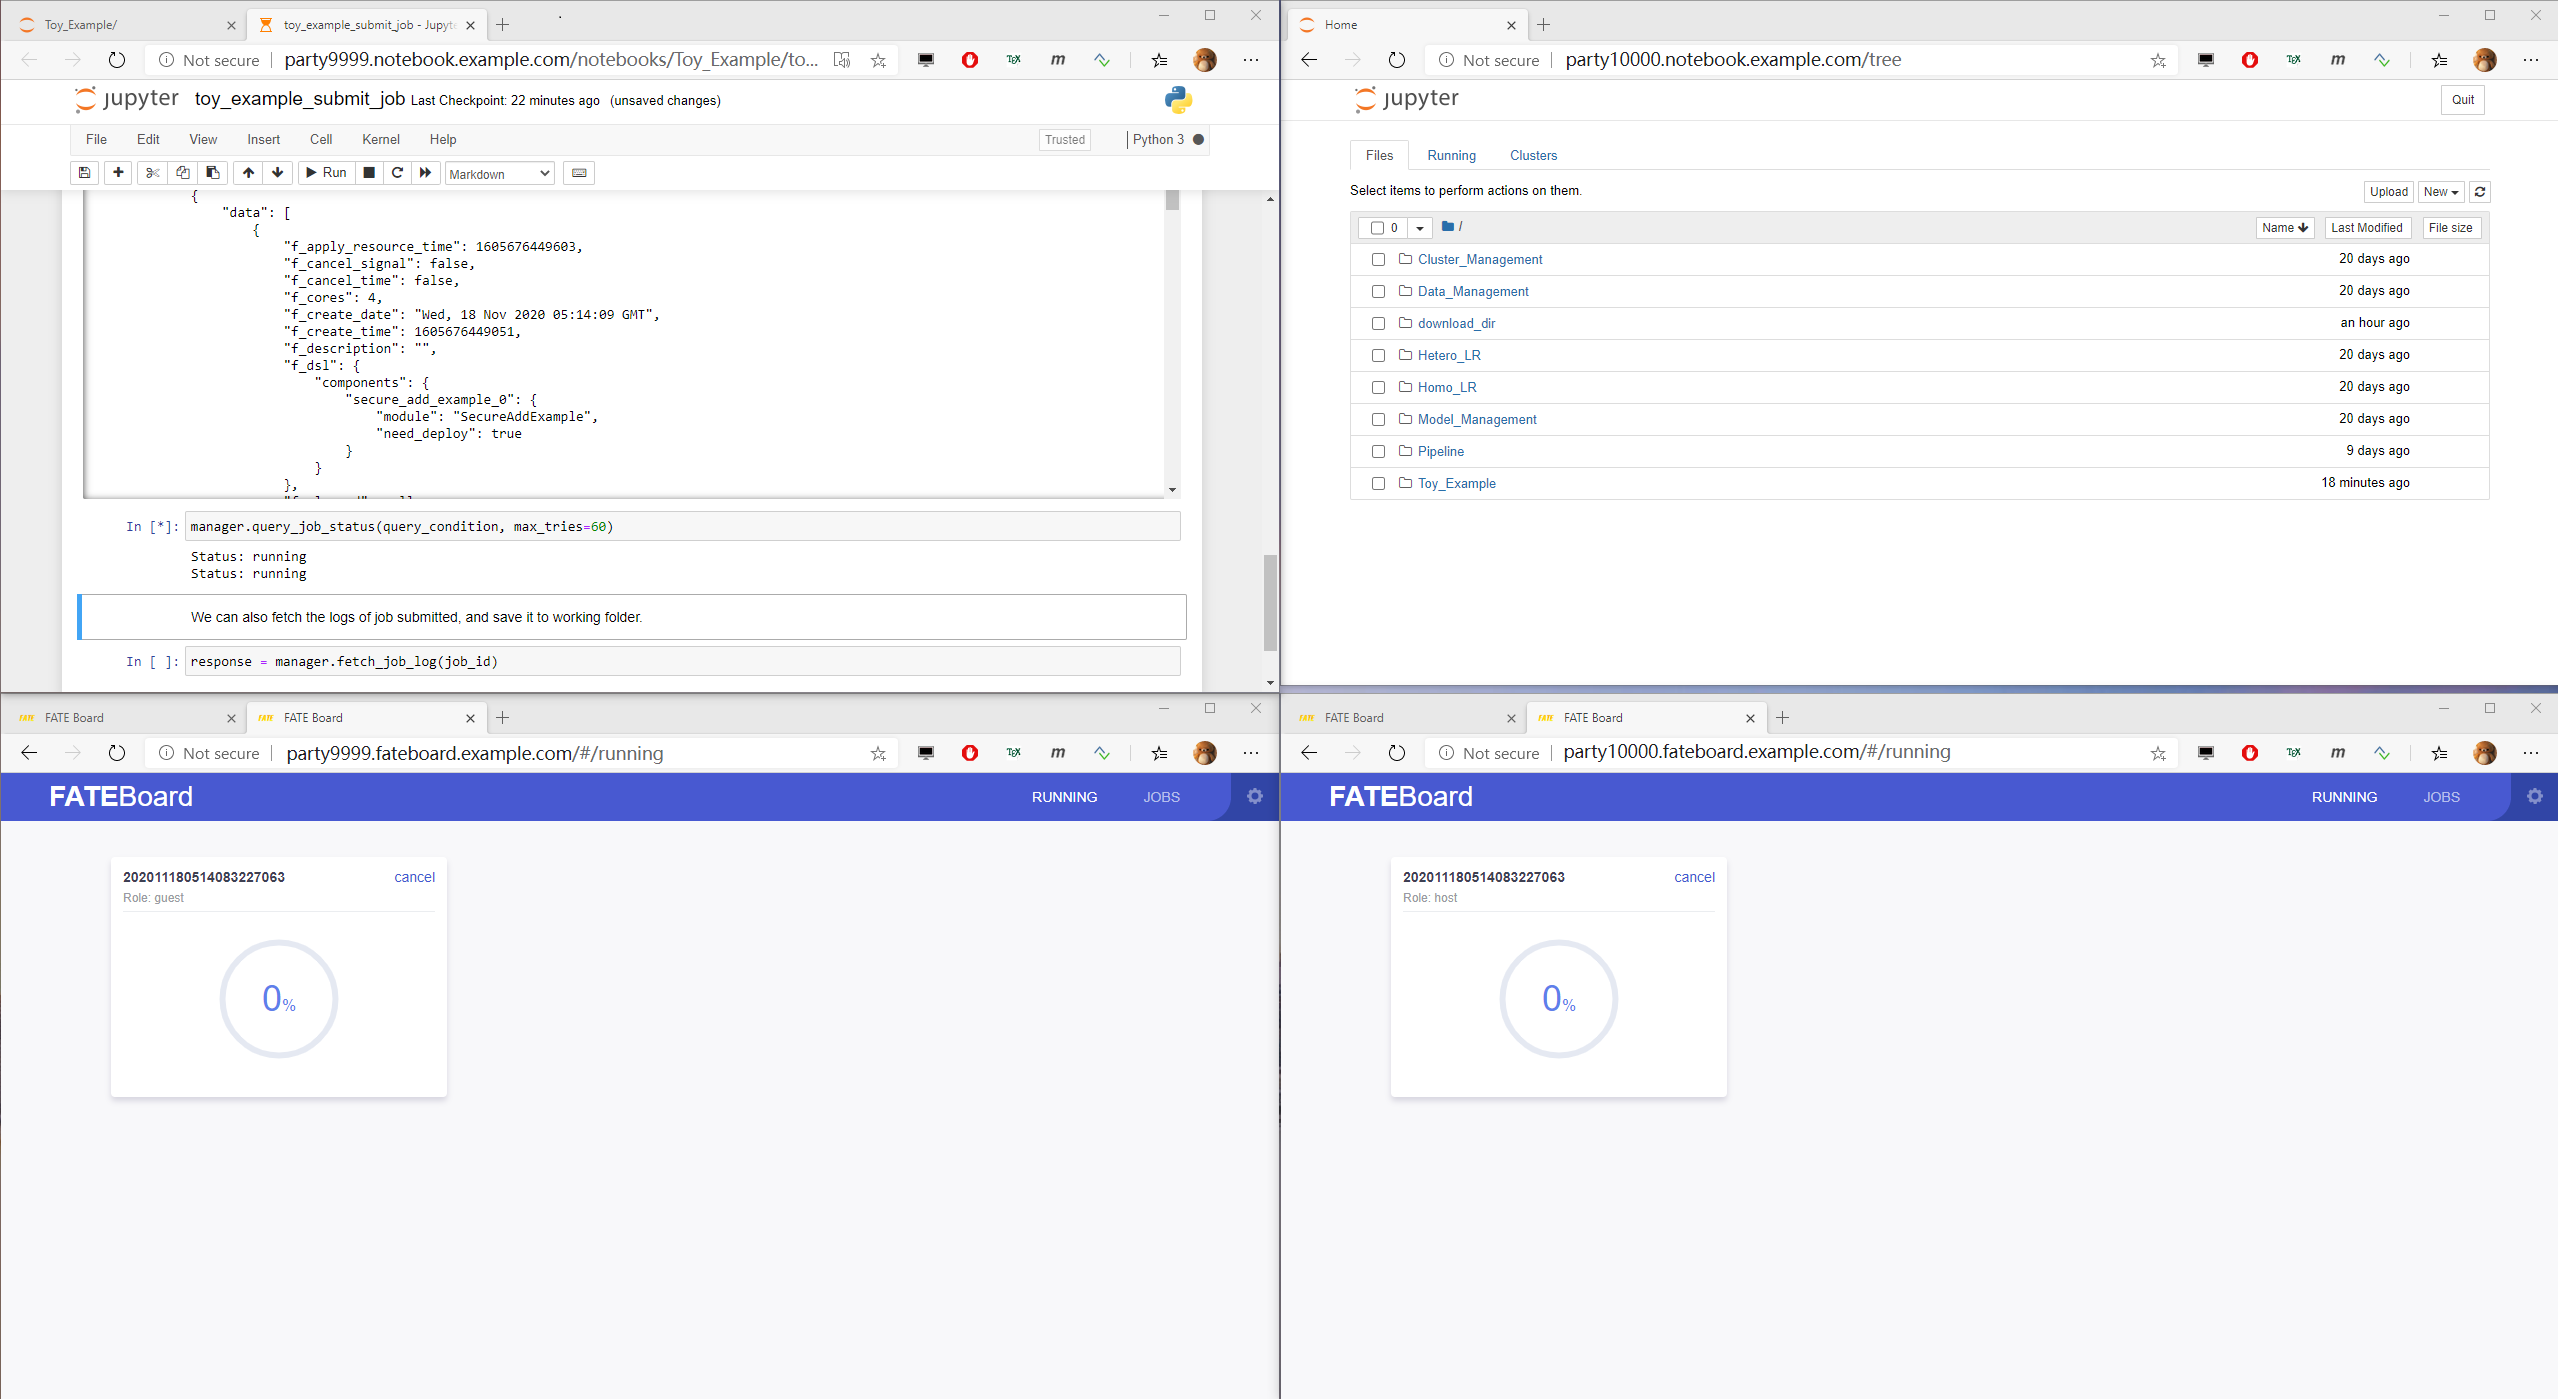 Toy_Example/
toy_example_submit_job - Jupyte
Not secure
party9999.notebook.example.com/notebooks/Toy_Example/to...
jupyter toy_example_submit_job Last Checkpoint: 22 minutes ago (unsaved changes)
File Edit View Insert Cell Kernel Help Trusted Python 3
Run Markdown
{
"data": [
{
"f_apply_resource_time": 1605676449603,
"f_cancel_signal": false,
"f_cancel_time": false,
"f_cores": 4,
"f_create_date": "Wed, 18 Nov 2020 05:14:09 GMT",
"f_create_time": 1605676449051,
"f_description": "",
"f_dsl": {
"components": {
"secure_add_example_0": {
"module": "SecureAddExample",
"need_deploy": true
}
}
},
In [*]: manager.query_job_status(query_condition, max_tries=60)
Status: running
Status: running
We can also fetch the logs of job submitted, and save it to working folder.
In [ ]: response = manager.fetch_job_log(job_id)
Home
Not secure
party10000.notebook.example.com/tree
jupyter
Quit
Files Running Clusters
Select items to perform actions on them.
Upload New
0 / Name Last Modified File size
Cluster_Management 20 days ago
Data_Management 20 days ago
download_dir an hour ago
Hetero_LR 20 days ago
Homo_LR 20 days ago
Model_Management 20 days ago
Pipeline 9 days ago
Toy_Example 18 minutes ago
FATE Board
FATE Board
Not secure
party9999.fateboard.example.com/#/running
FATEBoard RUNNING JOBS
202011180514083227063 cancel
Role: guest
0%
FATE Board
FATE Board
Not secure
party10000.fateboard.example.com/#/running
FATEBoard RUNNING JOBS
202011180514083227063 cancel
Role: host
0%